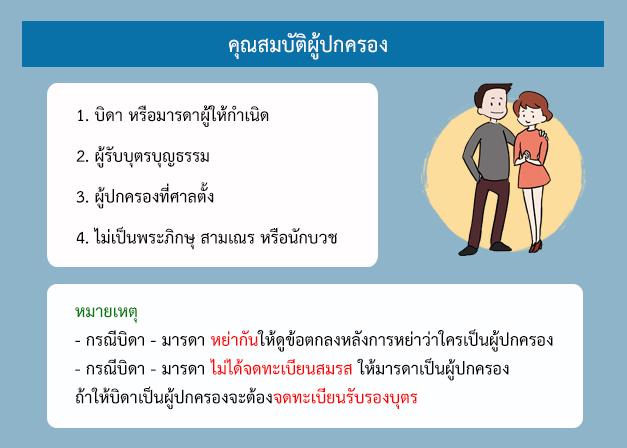 คุณสมบัติผู้ปกครอง
1. บิดา หรือมารดาผู้ให้กำเนิด
2. ผู้รับบุตรบุญธรรม
3. ผู้ปกครองที่ศาลตั้ง
4. ไม่เป็นพระภิกษุ สามเณร หรือนักบวช
หมายเหตุ
- กรณีบิดา - มารดา หย่ากันให้ดูข้อตกลงหลังการหย่าว่าใครเป็นผู้ปกครอง
- กรณีบิดา - มารดา ไม่ได้จดทะเบียนสมรส ให้มารดาเป็นผู้ปกครอง
ถ้าให้บิดาเป็นผู้ปกครองจะต้องจดทะเบียนรับรองบุตร